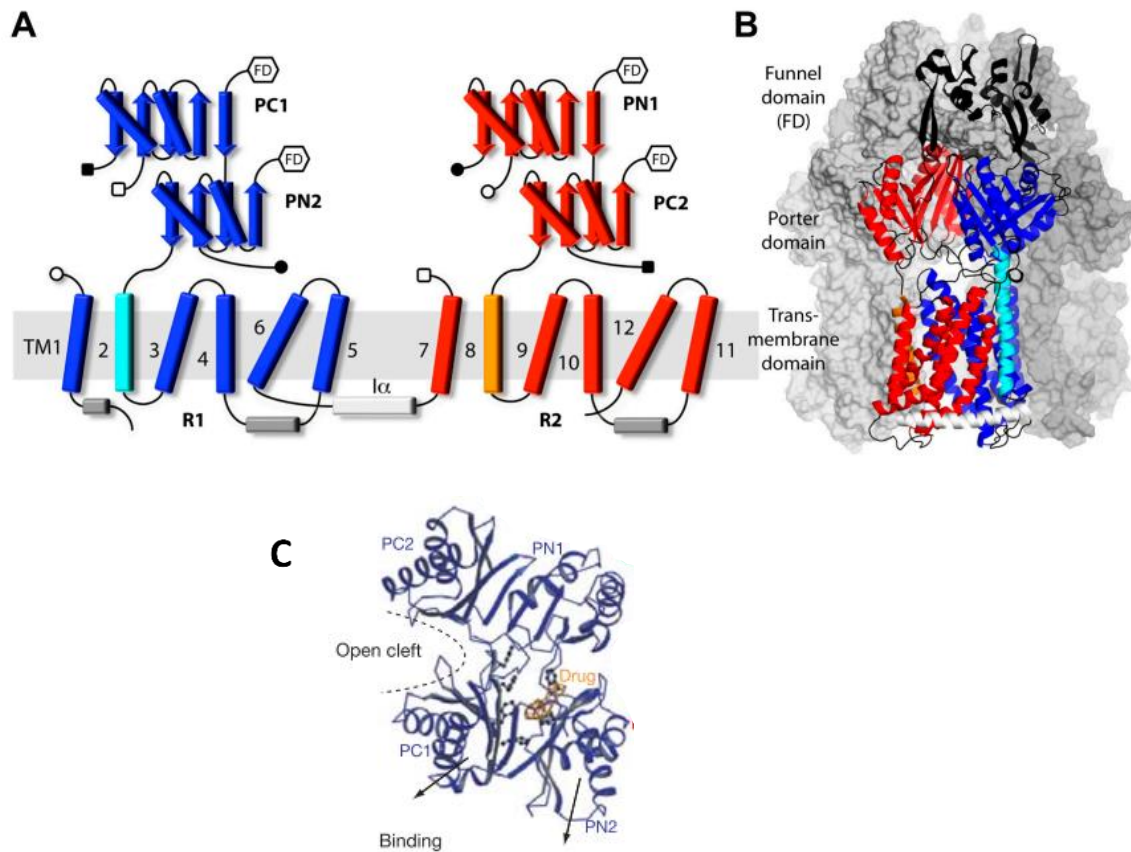 A
FD
PC1
FD
PN2
FD
PN1
FD
PC2
TM1
2
3
4
6
5
7
8
9
10
12
11
Iα
R1
R2
B
Funnel
domain
(FD)
Porter
domain
Trans-
membrane
domain
C
PC2
PN1
Open cleft
Drug
PC1
PN2
Binding